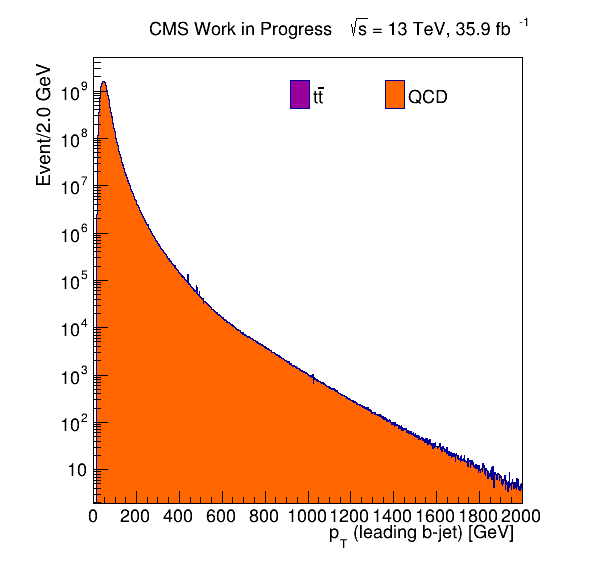 CMS Work in Progress √s = 13 TeV, 35.9 fb⁻¹
Event/2.0 GeV
tt̄ QCD
10⁹
10⁸
10⁷
10⁶
10⁵
10⁴
10³
10²
10
0 200 400 600 800 1000 1200 1400 1600 1800 2000
p_T (leading b-jet) [GeV]